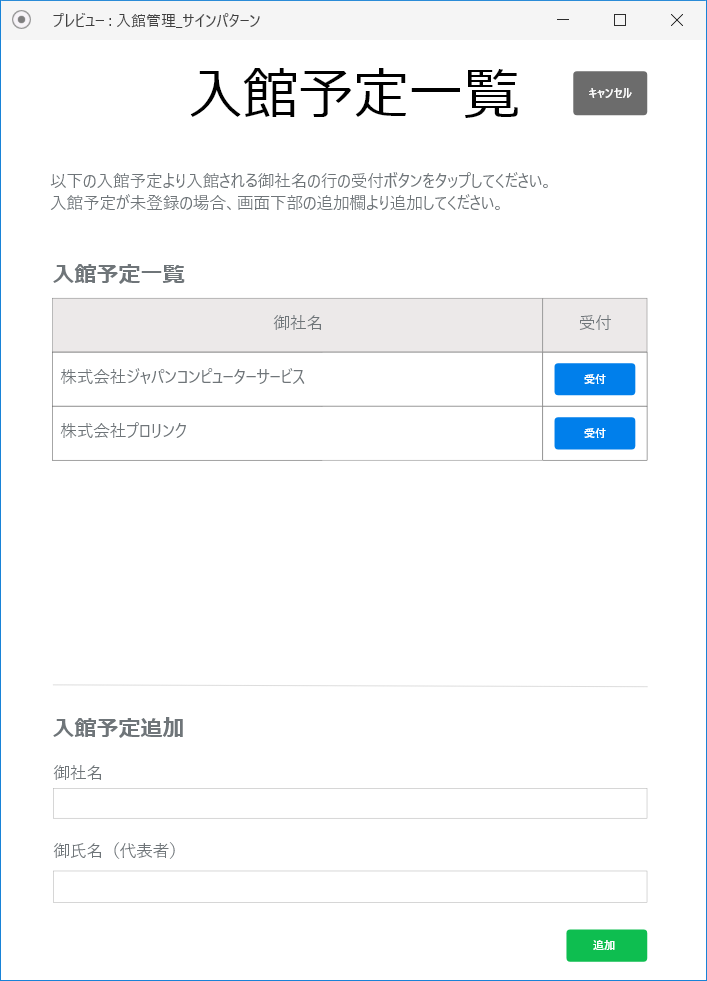 プレビュー : 入館管理_サインパターン
入館予定一覧
キャンセル
以下の入館予定より入館される御社名の行の受付ボタンをタップしてください。
入館予定が未登録の場合、画面下部の追加欄より追加してください。
入館予定一覧
御社名 受付
株式会社ジャパンコンピューターサービス 受付
株式会社プロリンク 受付
入館予定追加
御社名
御氏名（代表者）
追加